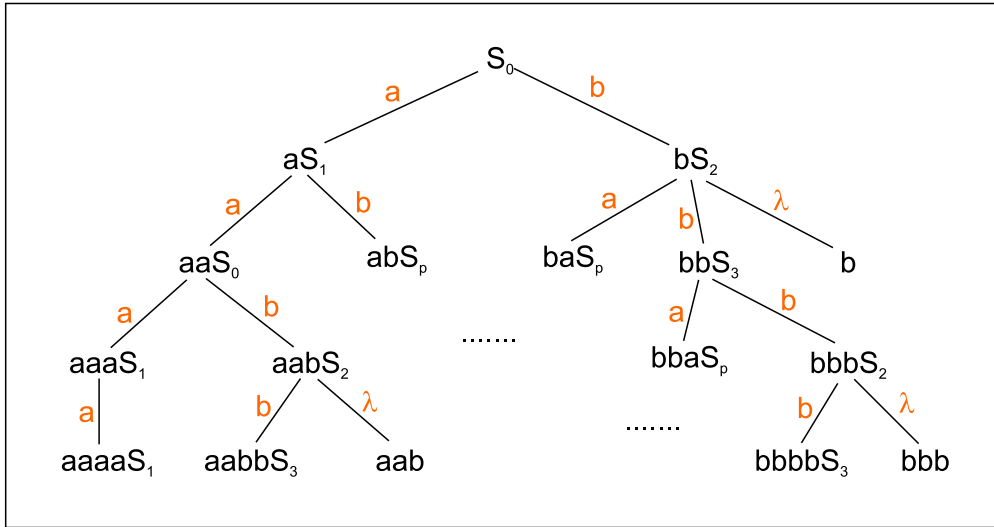 S₀
a b
aS₁ bS₂
a b a b λ
aaS₀ abSₚ baSₚ bbS₃ b
a b a b
....... 
aaaS₁ aabS₂ bbaSₚ bbbS₂
a b λ b λ
.......
aaaaS₁ aabbS₃ aab bbbbS₃ bbb